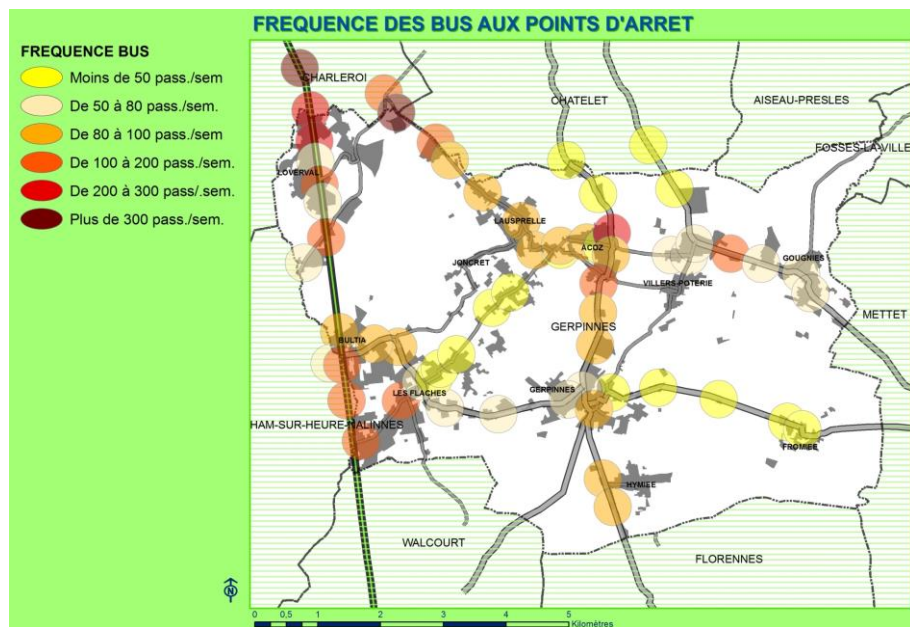 FREQUENCE DES BUS AUX POINTS D'ARRET
FREQUENCE BUS
Moins de 50 pass./sem
De 50 à 80 pass./sem.
De 80 à 100 pass./sem
De 100 à 200 pass./sem.
De 200 à 300 pass/.sem.
Plus de 300 pass./sem.
CHARLEROI
CHATELET
AISEAU-PRESLES
FOSSES-LA-VILLE
LOVERVAL
LAUSPRELLE
ACOZ
JONCRET
GOUGNIES
VILLERS-POTERIE
METTET
GERPINNES
BULTIA
LES FLACHES
GERPINNES
HAM-SUR-HEURE-NALINNES
FROMIEE
HYMIEE
WALCOURT
FLORENNES
N
0 0,5 1 2 3 4 5
Kilomètres